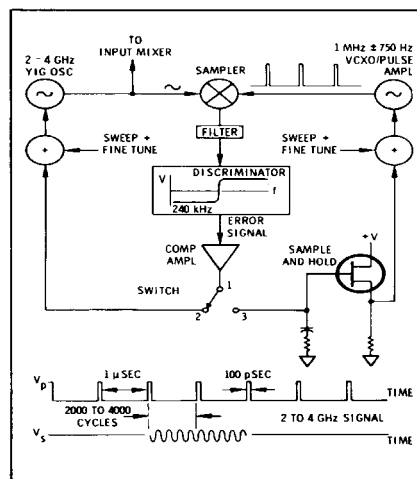 TO
INPUT MIXER
2 – 4 GHz
YIG OSC
SAMPLER
1 MHz ± 750 Hz
VCXO/PULSE
AMPL
SWEEP +
FINE TUNE
FILTER
SWEEP +
FINE TUNE
DISCRIMINATOR
V
f
240 kHz
ERROR
SIGNAL
COMP
AMPL
SAMPLE
AND HOLD
+V
SWITCH
1
2
3
1 μSEC
100 pSEC
Vp
TIME
2000 TO 4000
CYCLES
2 TO 4 GHz SIGNAL
Vs
TIME